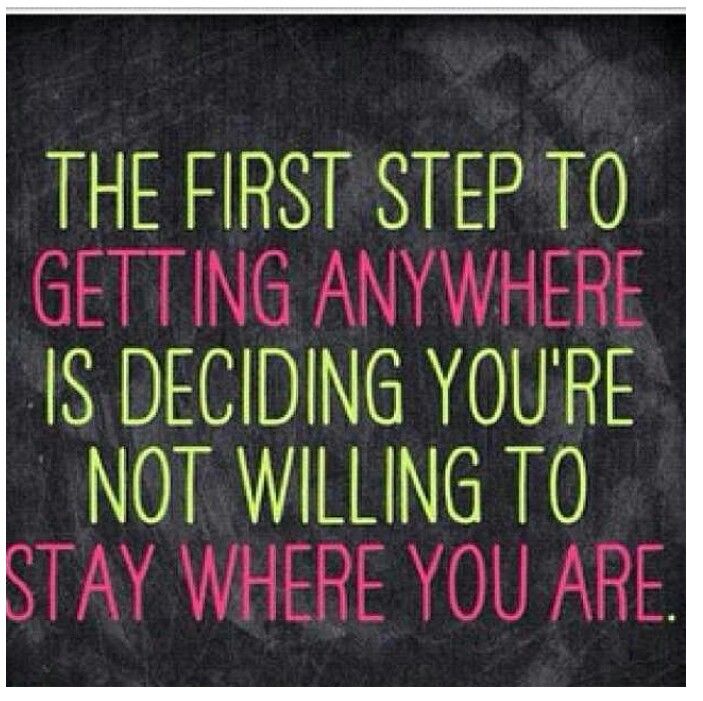 THE FIRST STEP TO
GETTING ANYWHERE
IS DECIDING YOU'RE
NOT WILLING TO
STAY WHERE YOU ARE.